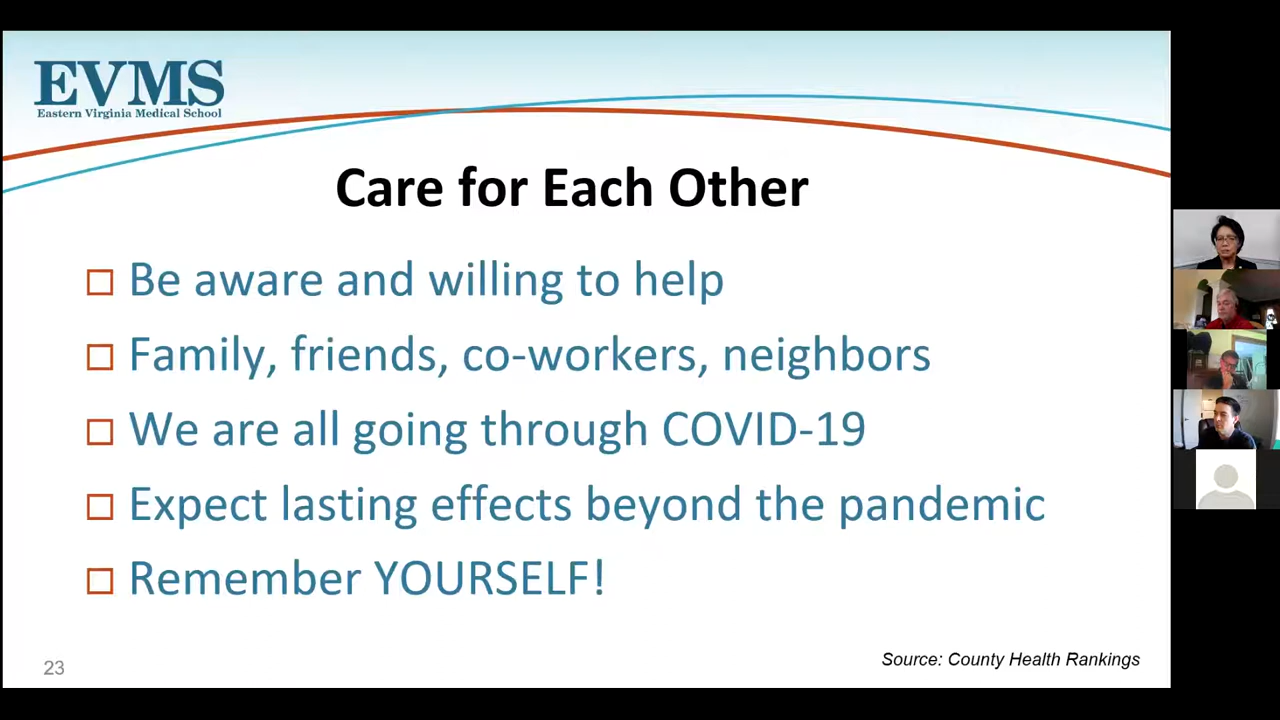 EVMS
Eastern Virginia Medical School
Care for Each Other
Be aware and willing to help
Family, friends, co-workers, neighbors
We are all going through COVID-19
Expect lasting effects beyond the pandemic
Remember YOURSELF!
23
Source: County Health Rankings